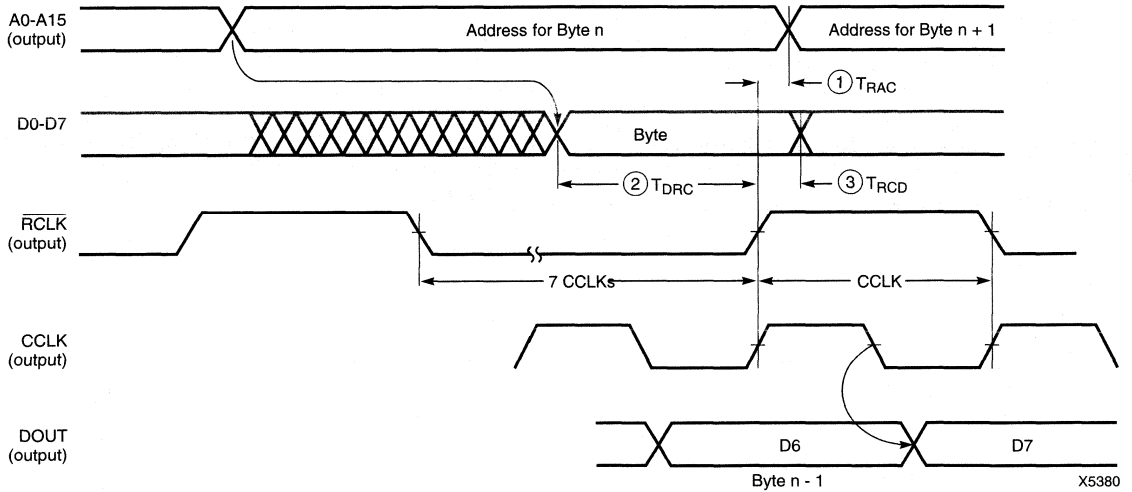 A0-A15
(output)
Address for Byte n
Address for Byte n + 1
1 TRAC
D0-D7
Byte
2 TDRC
3 TRCD
RCLK
(output)
7 CCLKs
CCLK
CCLK
(output)
DOUT
(output)
D6
D7
Byte n - 1
X5380